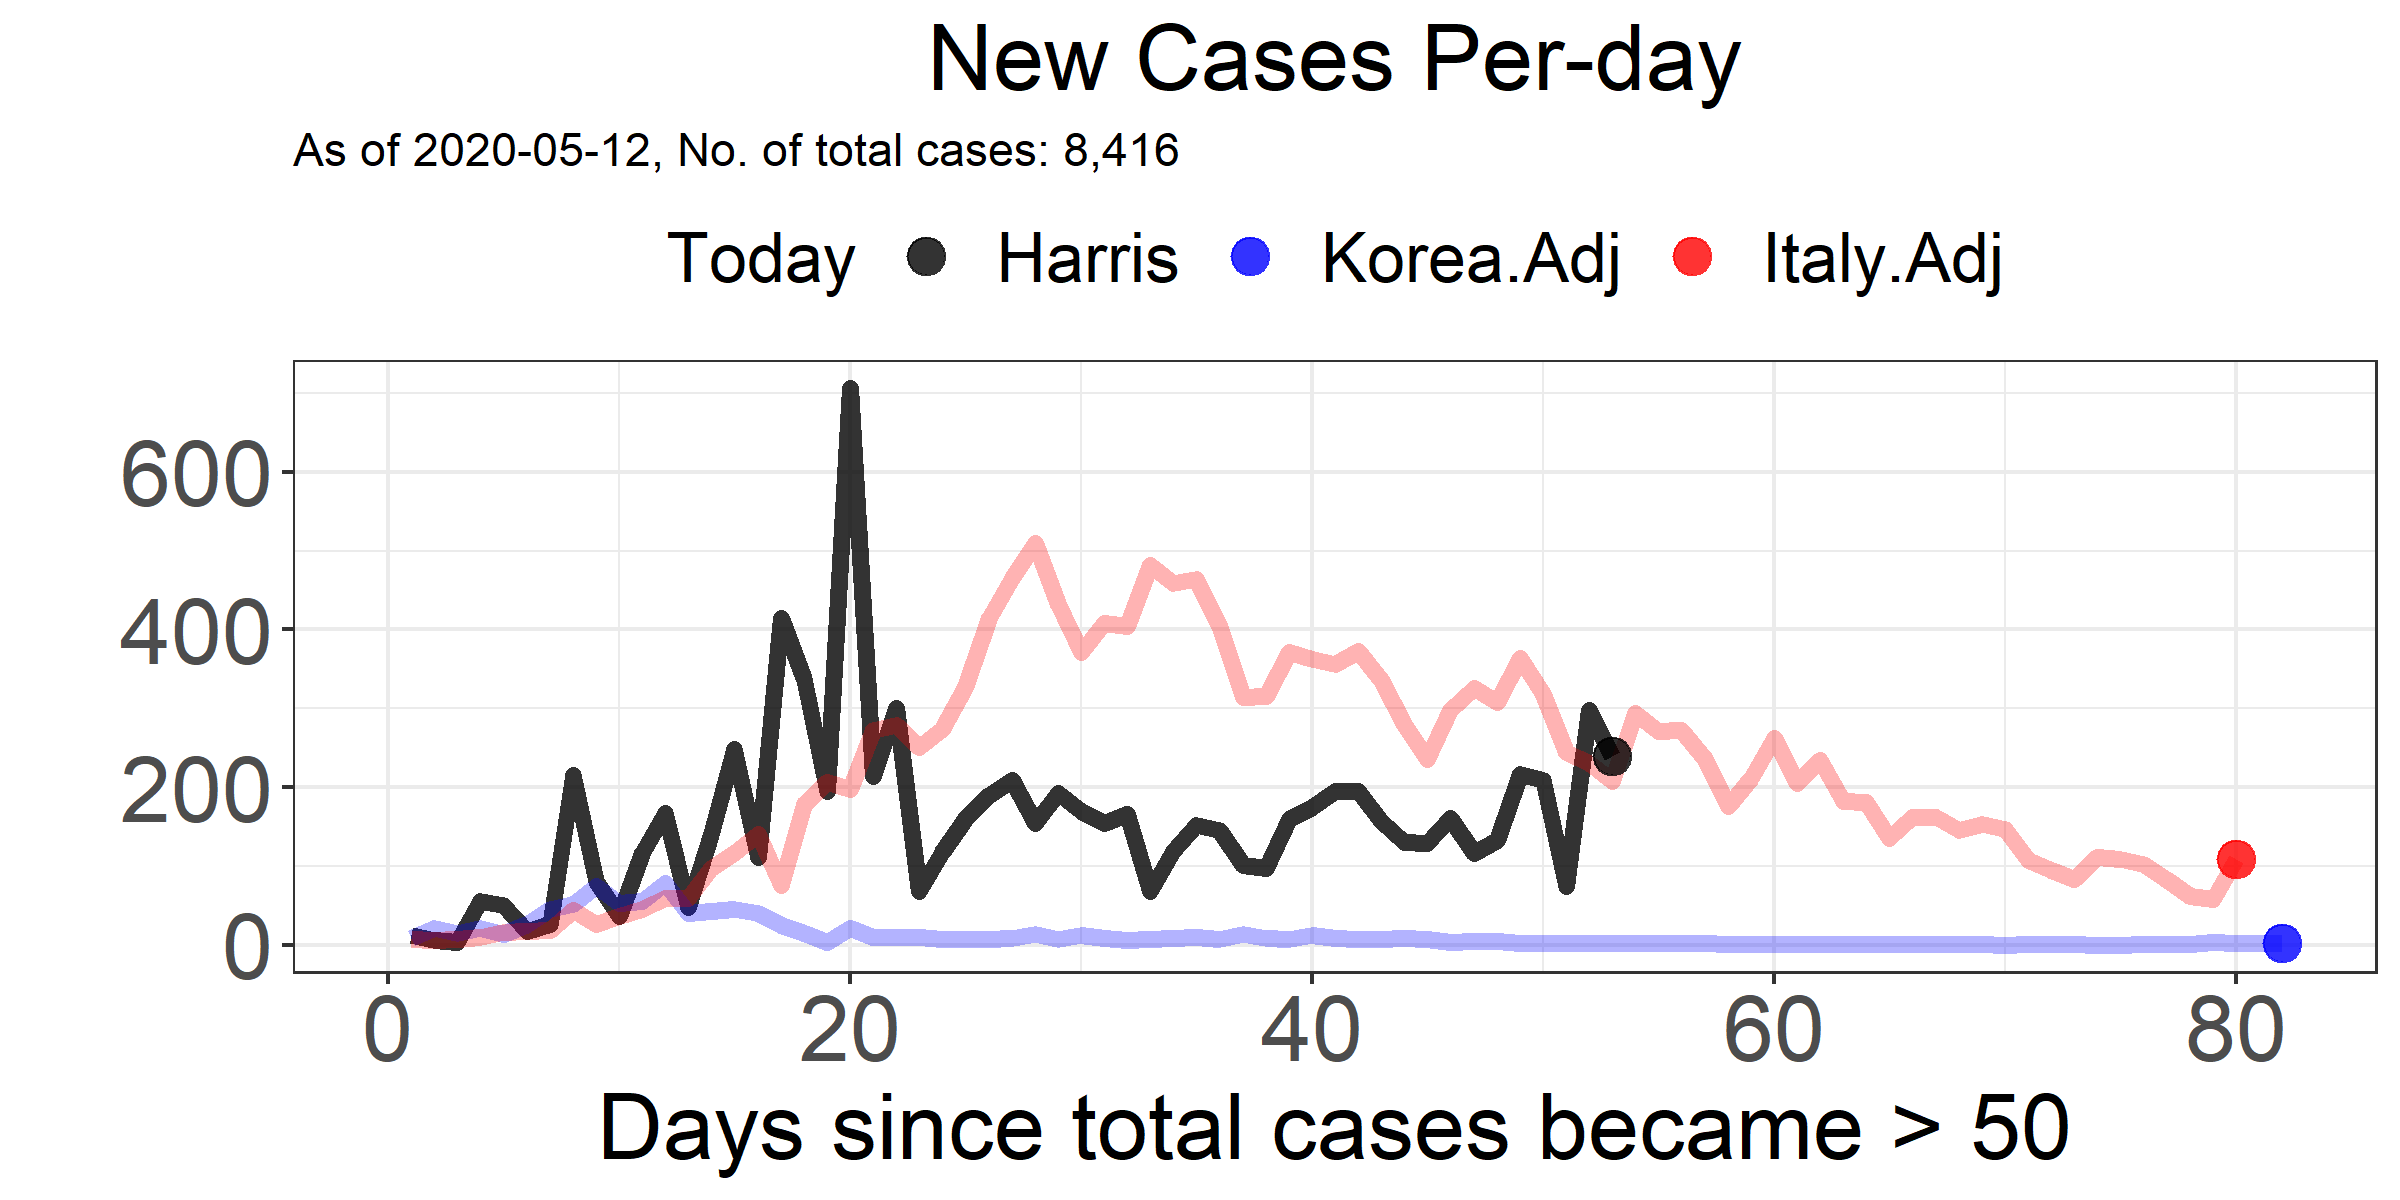 New Cases Per-day
As of 2020-05-12, No. of total cases: 8,416
Today Harris Korea.Adj Italy.Adj
600
400
200
0
0 20 40 60 80
Days since total cases became > 50